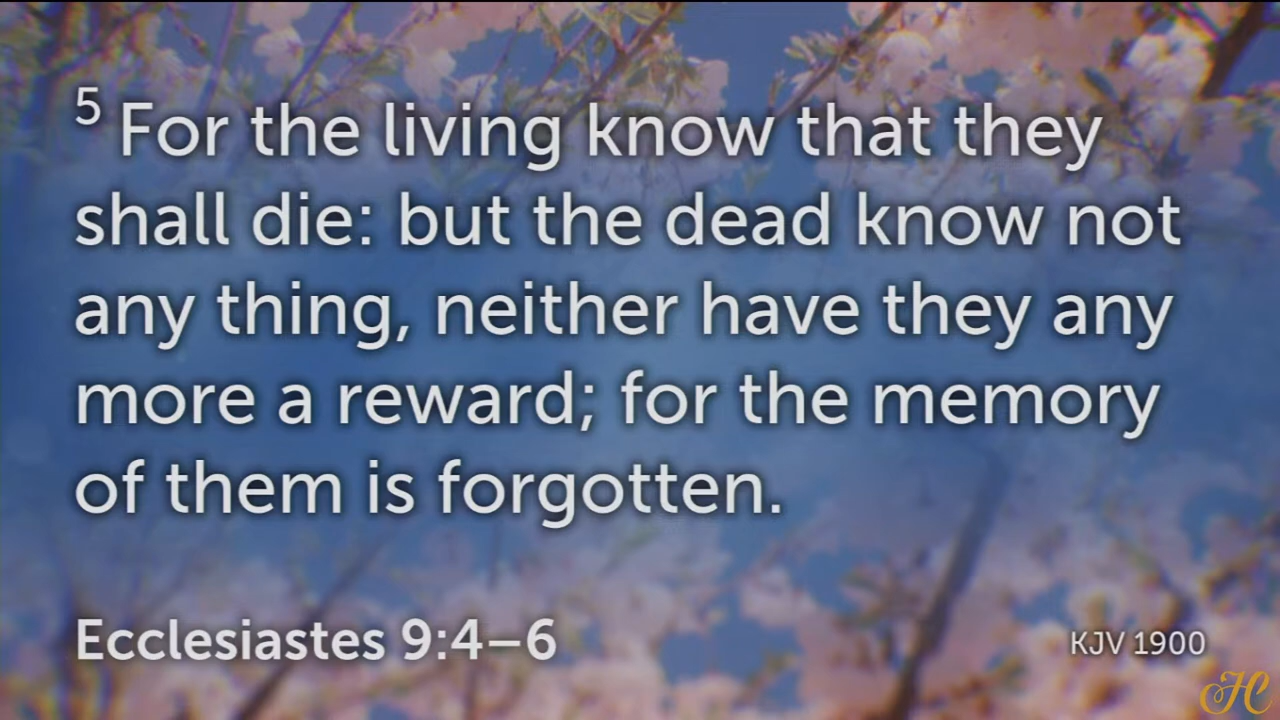 5 For the living know that they
shall die: but the dead know not
any thing, neither have they any
more a reward; for the memory
of them is forgotten.
Ecclesiastes 9:4–6
KJV 1900
HC